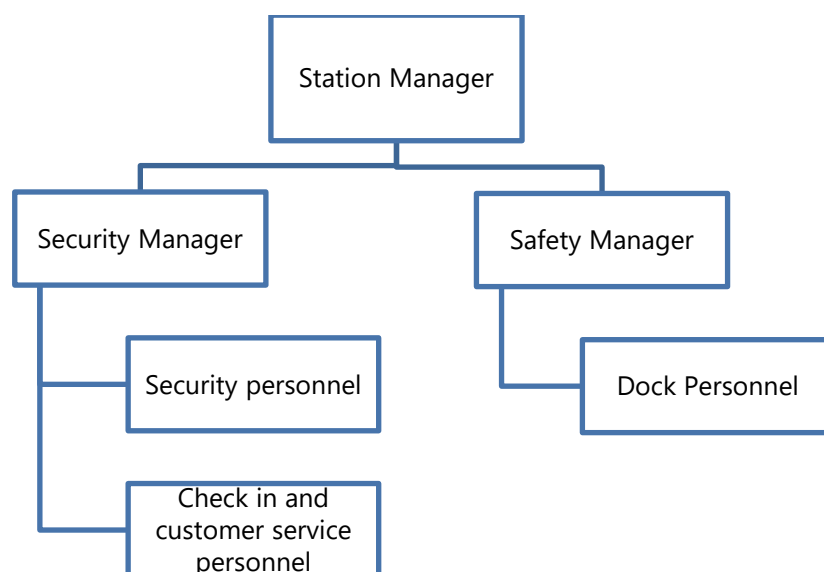 Station Manager
Security Manager
Safety Manager
Security personnel
Dock Personnel
Check in and
customer service
personnel